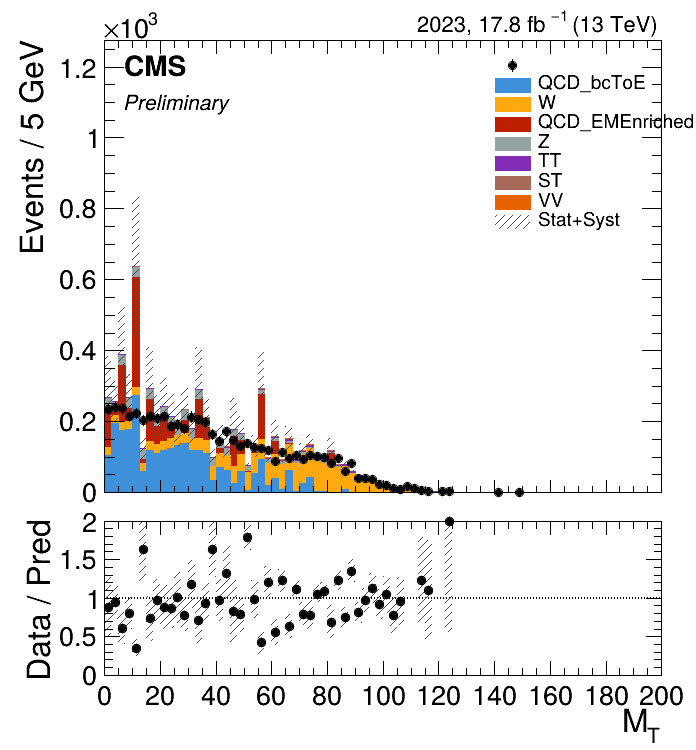 ×10³ 2023, 17.8 fb⁻¹ (13 TeV)
Events / 5 GeV
1.2
1
0.8
0.6
0.4
0.2
0
CMS
Preliminary
QCD_bcToE
W
QCD_EMEnriched
Z
TT
ST
VV
Stat+Syst
Data / Pred
2
1.5
1
0.5
0
0 20 40 60 80 100 120 140 160 180 200
M_T